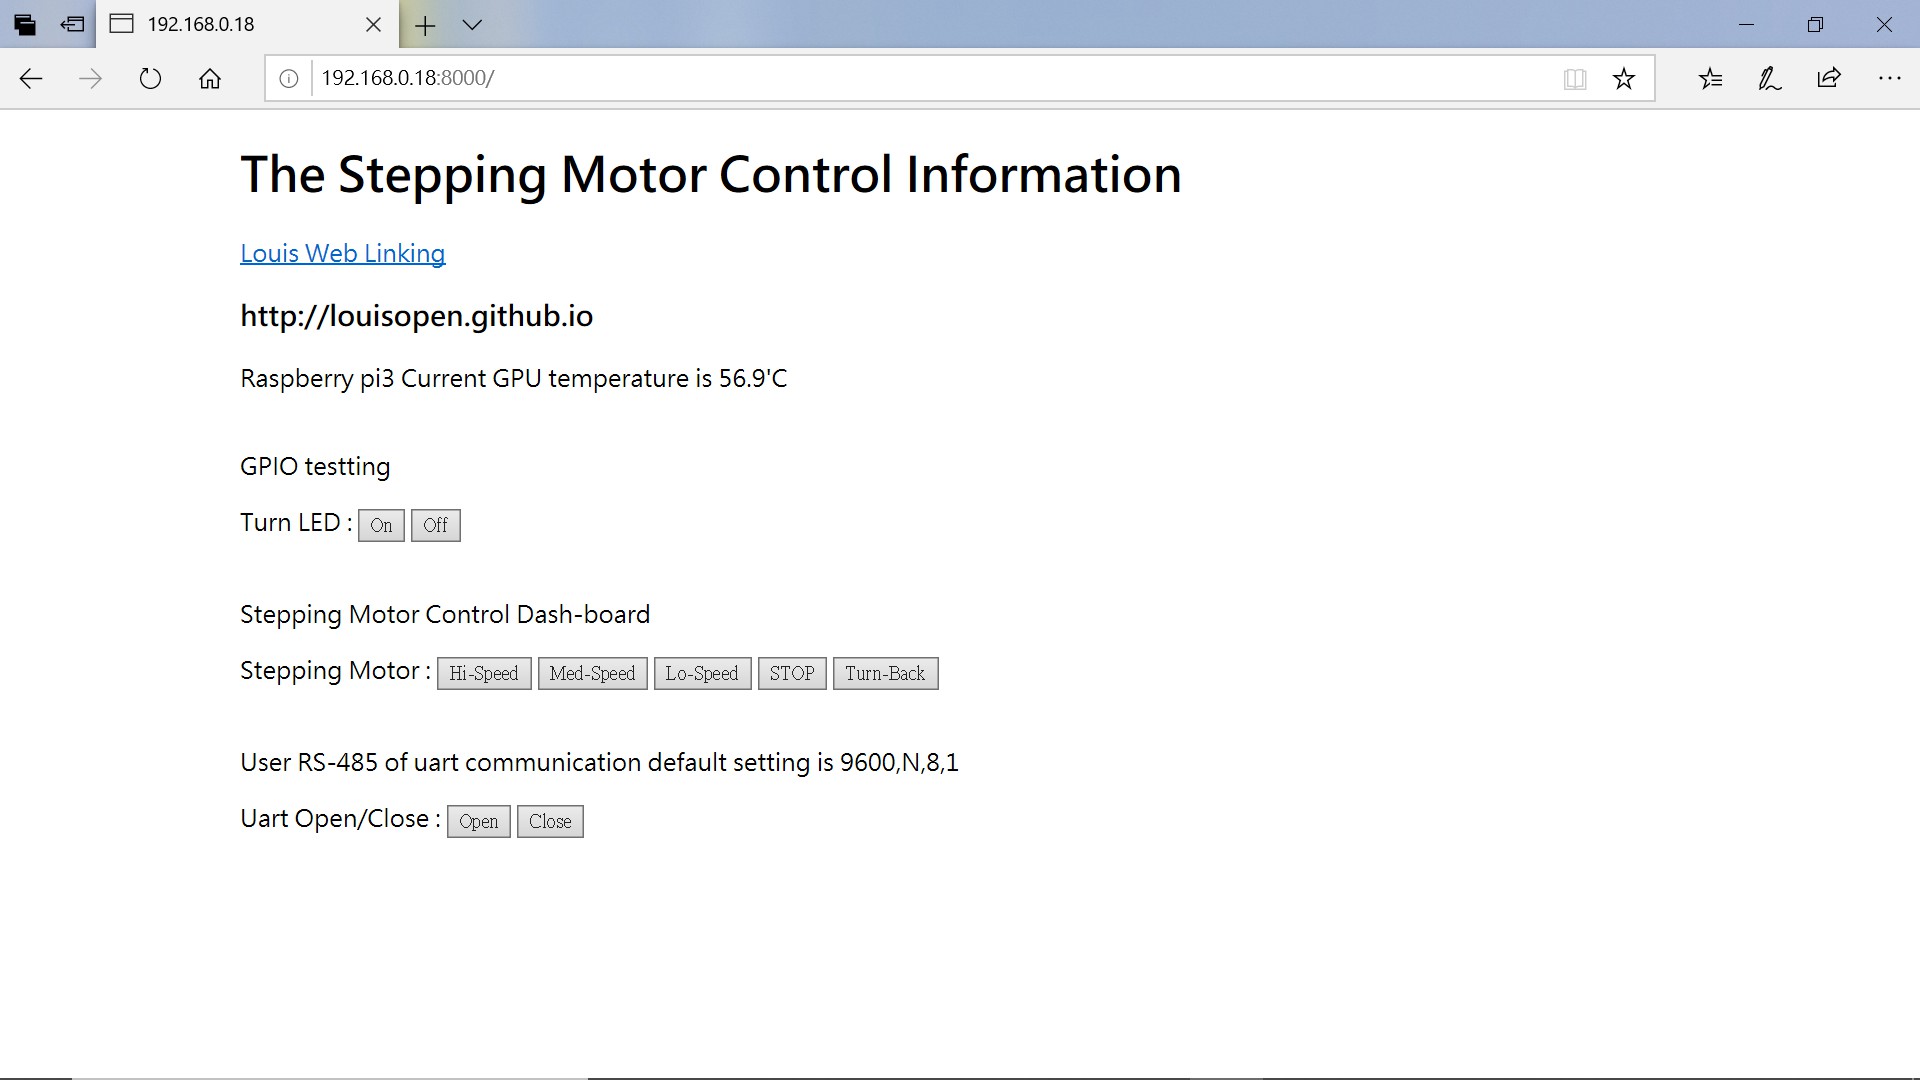 192.168.0.18
192.168.0.18:8000/
The Stepping Motor Control Information
Louis Web Linking
http://louisopen.github.io
Raspberry pi3 Current GPU temperature is 56.9'C
GPIO testting
Turn LED : On Off
Stepping Motor Control Dash-board
Stepping Motor : Hi-Speed Med-Speed Lo-Speed STOP Turn-Back
User RS-485 of uart communication default setting is 9600,N,8,1
Uart Open/Close : Open Close